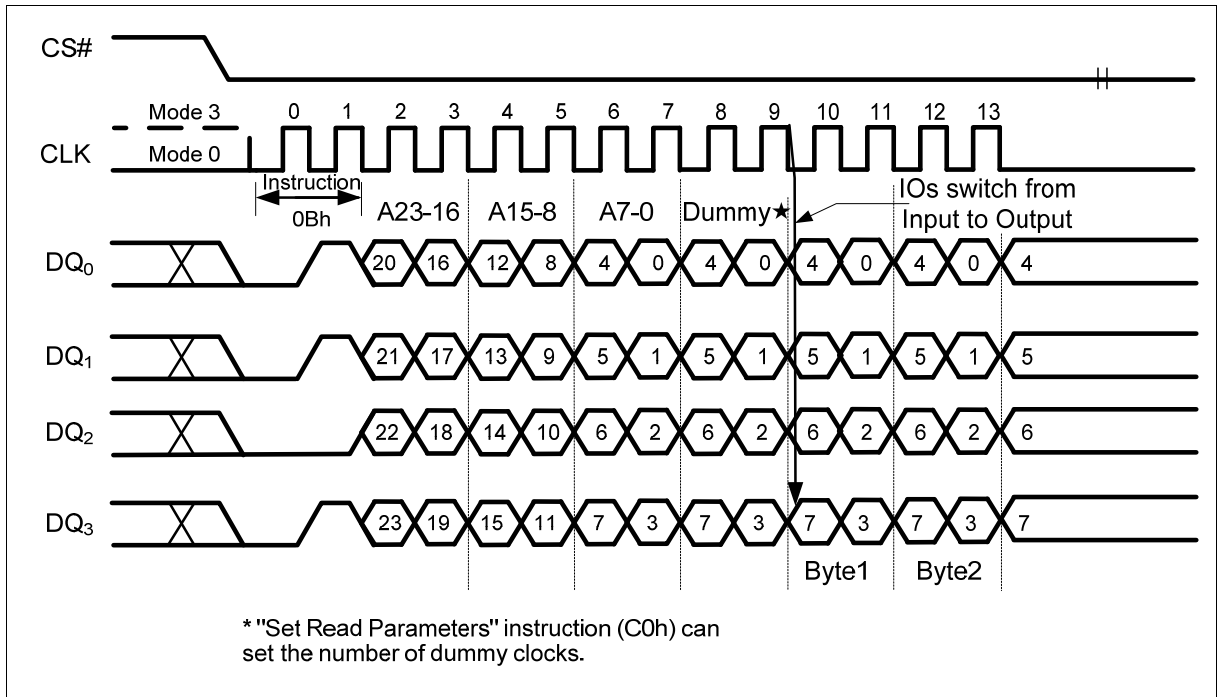 CS#
Mode 3
0 1 2 3 4 5 6 7 8 9 10 11 12 13
CLK
Mode 0
Instruction
0Bh
A23-16 A15-8 A7-0 Dummy★
IOs switch from
Input to Output
DQ0
20 16 12 8 4 0 4 0 4 0 4 0 4
DQ1
21 17 13 9 5 1 5 1 5 1 5 1 5
DQ2
22 18 14 10 6 2 6 2 6 2 6 2 6
DQ3
23 19 15 11 7 3 7 3 7 3 7 3 7
Byte1 Byte2
* "Set Read Parameters" instruction (C0h) can
set the number of dummy clocks.